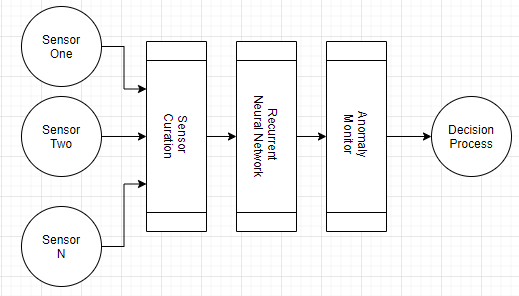 Sensor
One
Sensor
Two
Sensor
N
Sensor
Curation
Recurrent
Neural Network
Anomaly
Monitor
Decision
Process